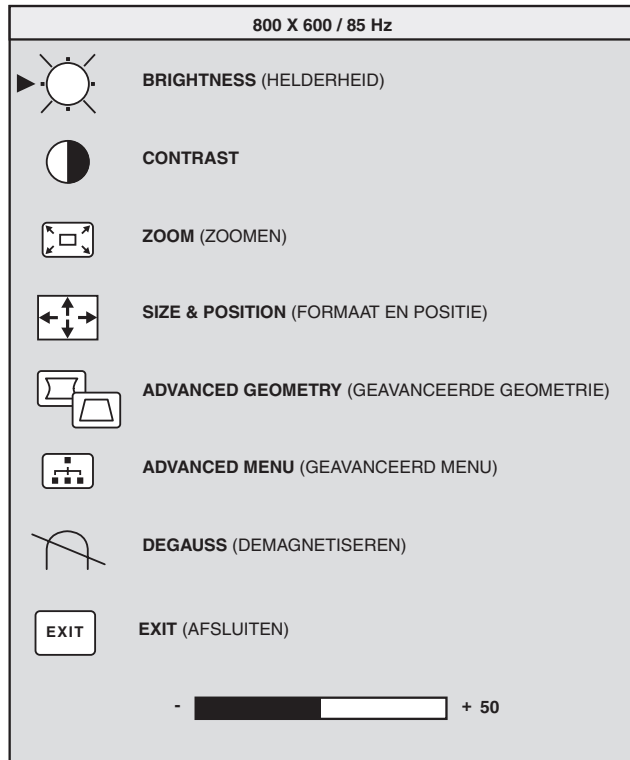 800 X 600 / 85 Hz
BRIGHTNESS (HELDERHEID)
CONTRAST
ZOOM (ZOOMEN)
SIZE & POSITION (FORMAAT EN POSITIE)
ADVANCED GEOMETRY (GEAVANCEERDE GEOMETRIE)
ADVANCED MENU (GEAVANCEERD MENU)
DEGAUSS (DEMAGNETISEREN)
EXIT EXIT (AFSLUITEN)
- + 50